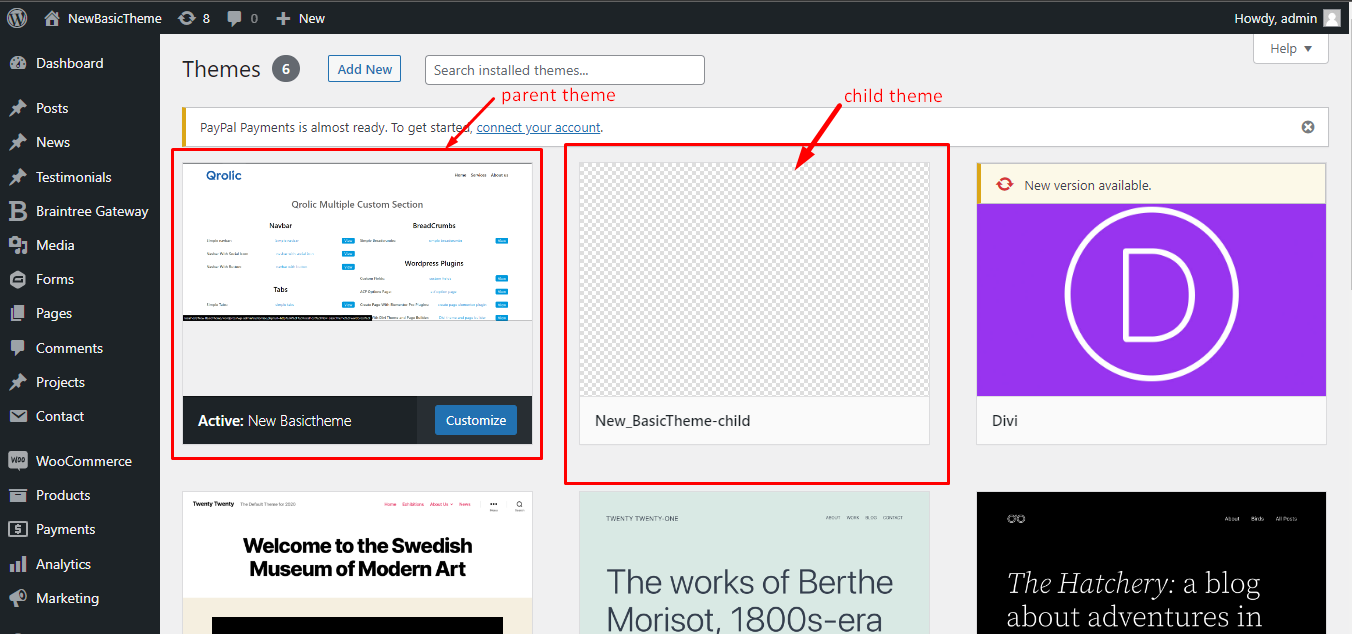 NewBasicTheme 8 0 New Howdy, admin
Help
Dashboard
Posts
News
Testimonials
Braintree Gateway
Media
Forms
Pages
Comments
Projects
Contact
WooCommerce
Products
Payments
Analytics
Marketing
Themes 6 Add New Search installed themes...
parent theme child theme
PayPal Payments is almost ready. To get started, connect your account.
Qrolic Home Services About us
Qrolic Multiple Custom Section
Navbar BreadCrumbs
Wordpress Plugins
Tabs
Active: New Basictheme Customize
New_BasicTheme-child
New version available.
D
Divi
Twenty Twenty The Default Theme for 2020 Home Exhibitions About Us News
Welcome to the Swedish
Museum of Modern Art
TWENTY TWENTY-ONE ABOUT WORK BLOG CONTACT
The works of Berthe
Morisot, 1800s-era
About Birds All Posts
The Hatchery: a blog
about adventures in